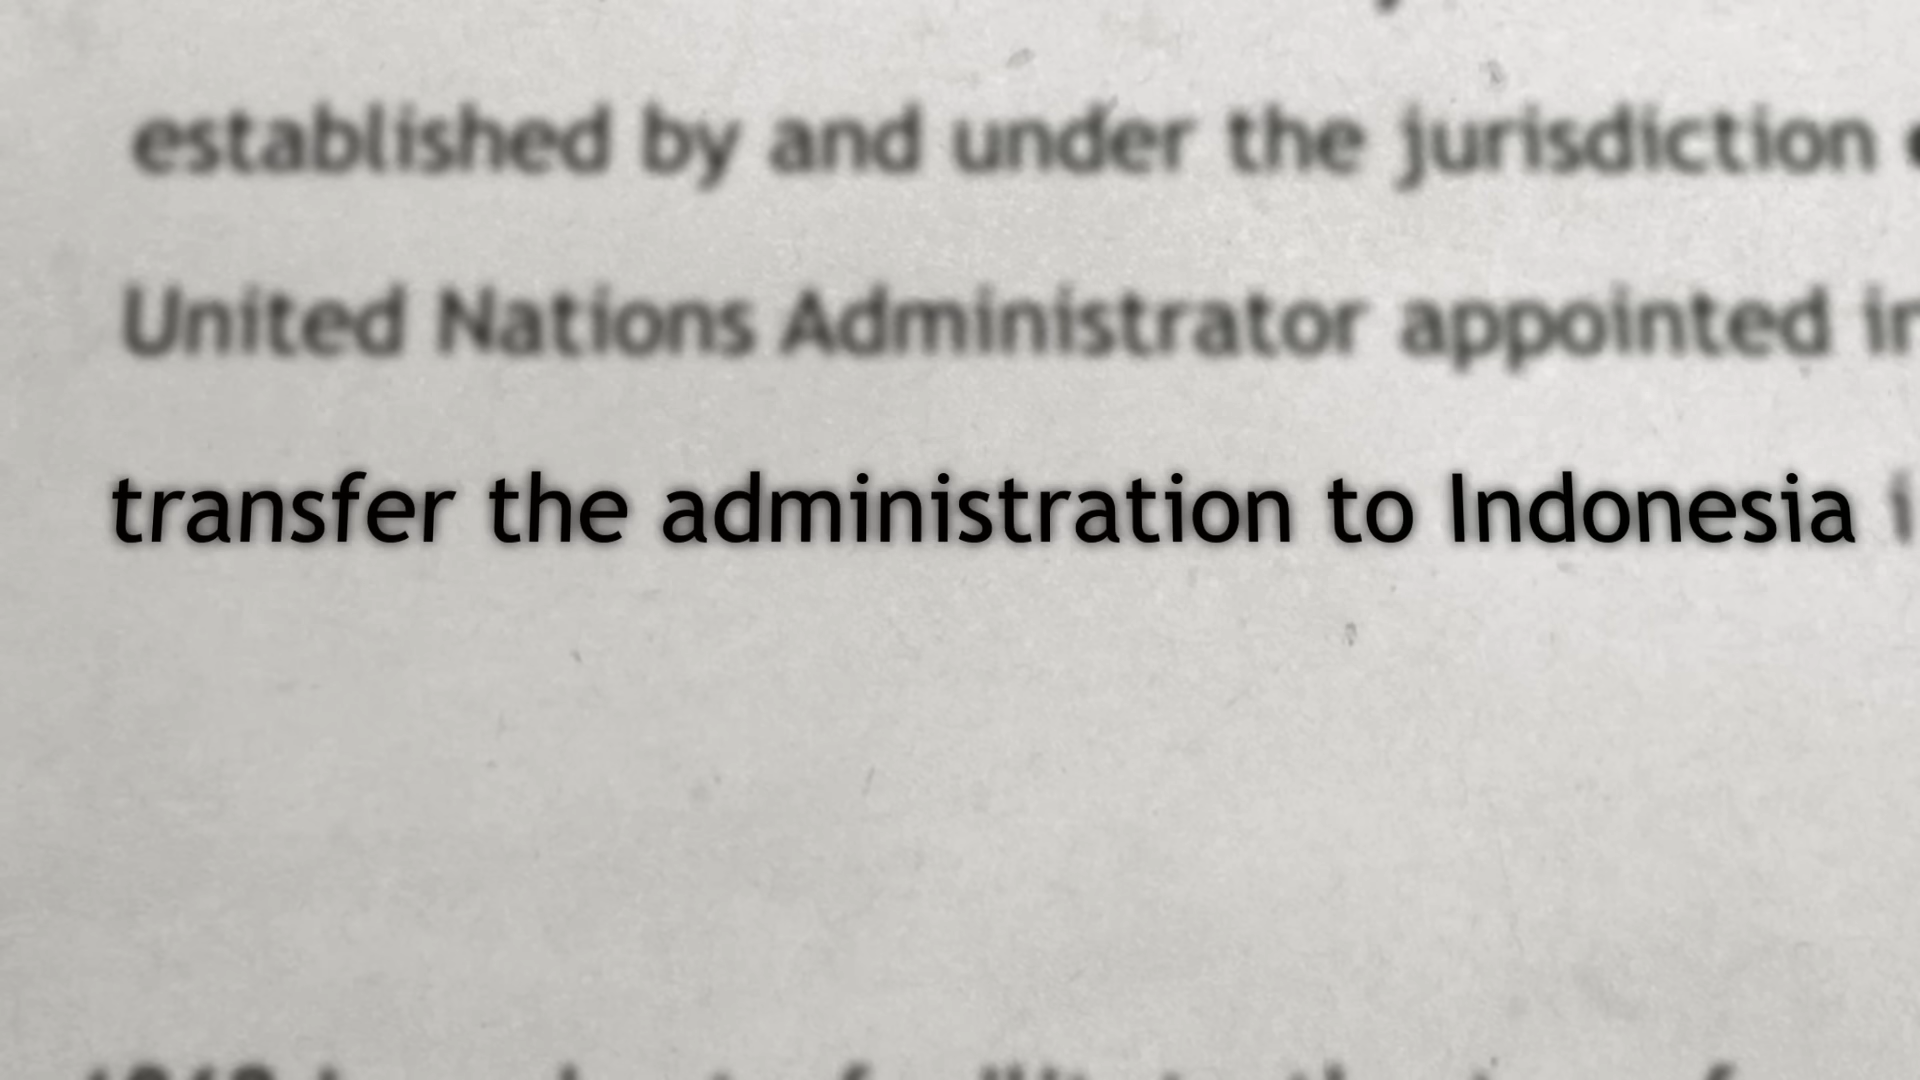 established by and under the jurisdiction
United Nations Administrator appointed
transfer the administration to Indonesia